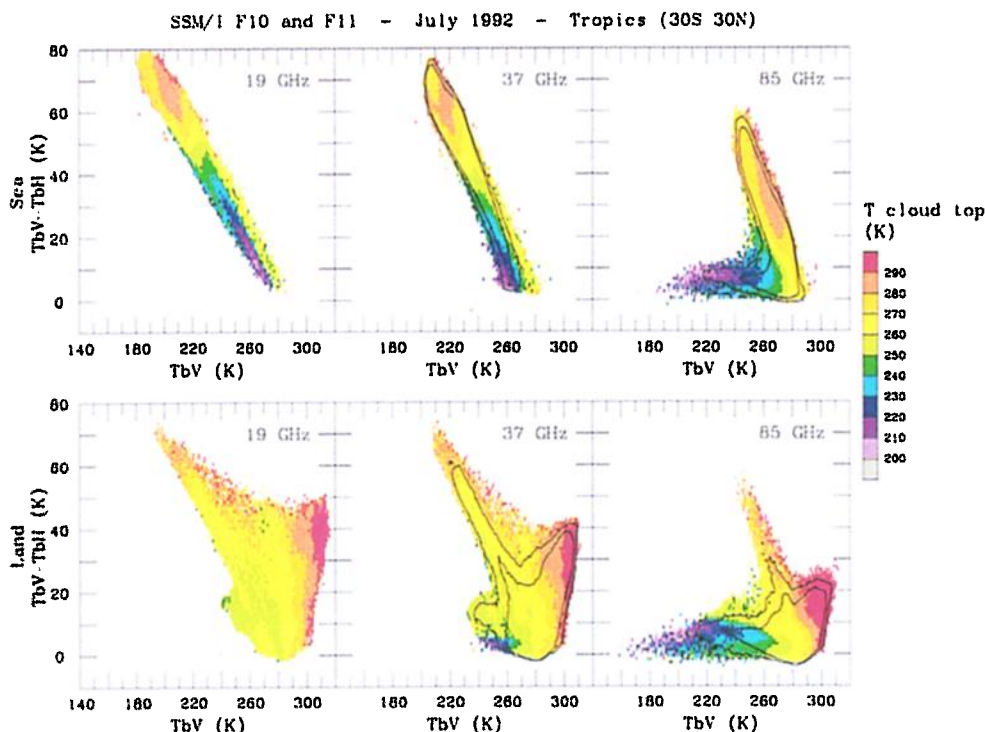 SSM/I F10 and F11 - July 1992 - Tropics (30S 30N)
80
60
40
20
0
Sea
TbV-TbH (K)
19 GHz
37 GHz
85 GHz
140 180 220 260 300
180 220 260 300
180 220 260 300
TbV (K)
TbV (K)
TbV (K)
T cloud top
(K)
290
280
270
260
250
240
230
220
210
200
80
60
40
20
0
Land
TbV-TbH (K)
19 GHz
37 GHz
85 GHz
140 180 220 260 300
180 220 260 300
180 220 260 300
TbV (K)
TbV (K)
TbV (K)